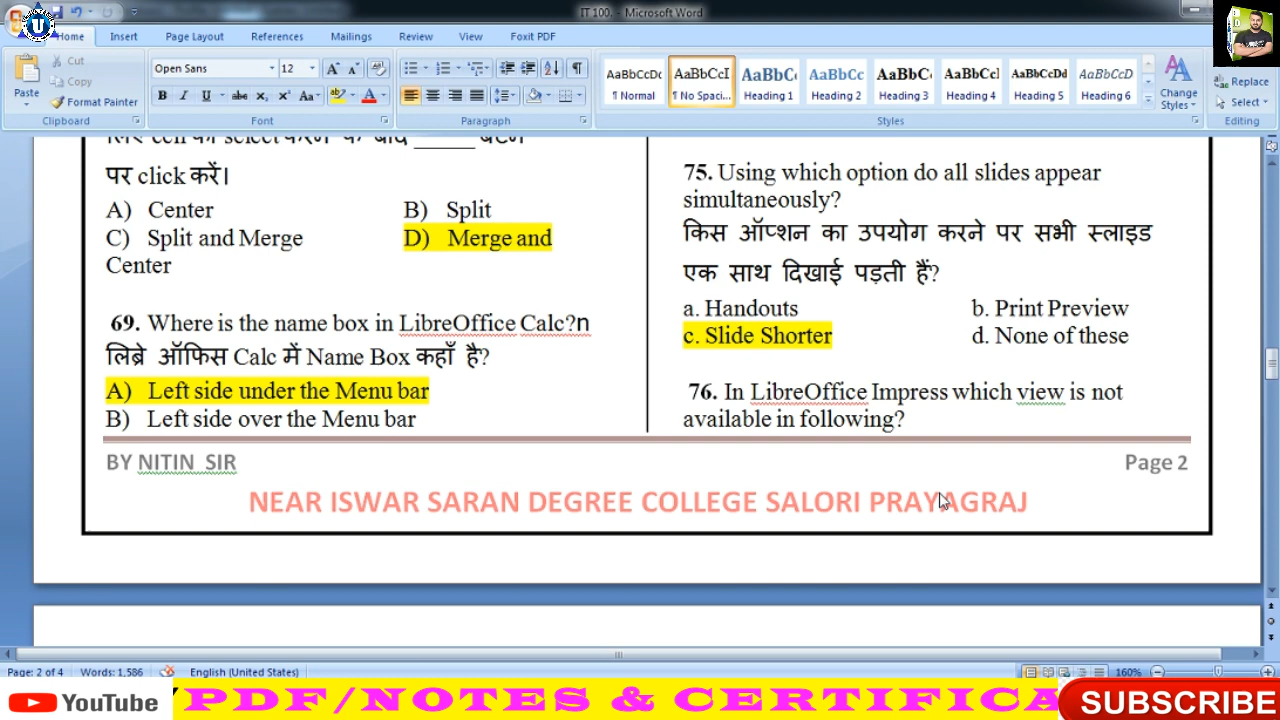 IT 100. - Microsoft Word
Home Insert Page Layout References Mailings Review View Foxit PDF
Paste
Cut
Copy
Format Painter
Clipboard
Open Sans 12
Font
Paragraph
AaBbCcDc AaBbCcI AaBbC AaBbCc AaBbC AaBbCcI AaBbCcDd AaBbCcD
¶ Normal ¶ No Spaci... Heading 1 Heading 2 Heading 3 Heading 4 Heading 5 Heading 6
Change Styles
Styles
Replace
Select
Editing
पर click करें।
A) Center B) Split
C) Split and Merge D) Merge and
Center
69. Where is the name box in LibreOffice Calc?n
लिब्रे ऑफिस Calc में Name Box कहाँ है?
A) Left side under the Menu bar
B) Left side over the Menu bar
75. Using which option do all slides appear
simultaneously?
किस ऑप्शन का उपयोग करने पर सभी स्लाइड
एक साथ दिखाई पड़ती हैं?
a. Handouts b. Print Preview
c. Slide Shorter d. None of these
76. In LibreOffice Impress which view is not
available in following?
BY NITIN SIR Page 2
NEAR ISWAR SARAN DEGREE COLLEGE SALORI PRAYAGRAJ
Page: 2 of 4 Words: 1,586 English (United States) 160%
YouTube PDF/NOTES & CERTIFICA SUBSCRIBE